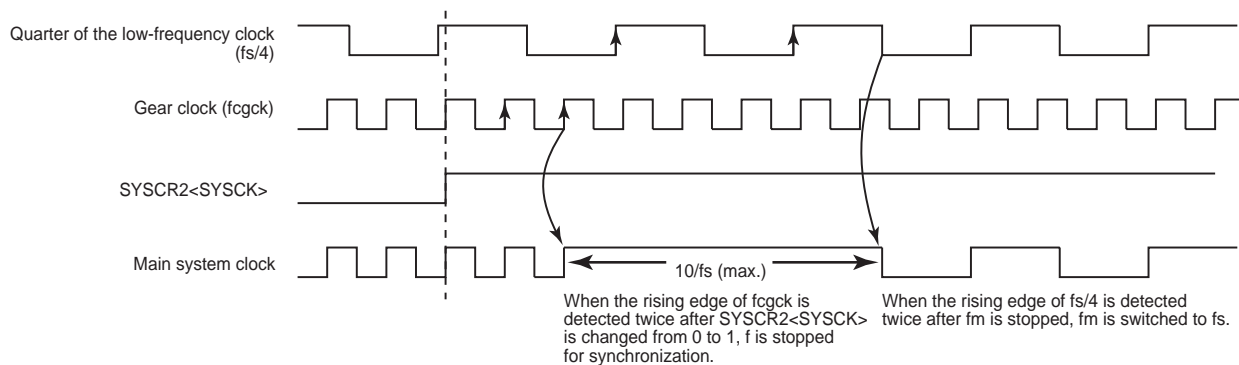 Quarter of the low-frequency clock
(fs/4)
Gear clock (fcgck)
SYSCR2<SYSCK>
Main system clock
10/fs (max.)
When the rising edge of fcgck is
detected twice after SYSCR2<SYSCK>
is changed from 0 to 1, f is stopped
for synchronization.
When the rising edge of fs/4 is detected
twice after fm is stopped, fm is switched to fs.